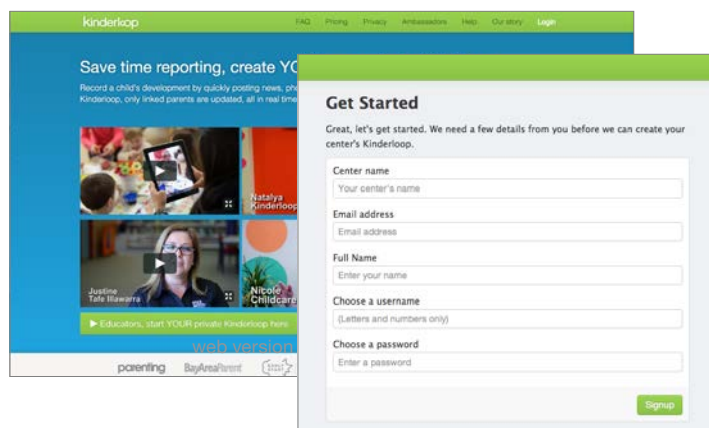 kinderloop
FAQ Pricing Privacy Ambassadors Help Our story Login
Save time reporting, create YO
Record a child's development by quickly posting news, pho
Kinderloop, only linked parents are updated, all in real time
Natalya
Kinderloop
Justine
Tafe Illawarra
Nicole
Childcare
Educators, start YOUR private Kinderloop here
web version
parenting BayAreaParent
Get Started
Great, let's get started. We need a few details from you before we can create your
center's Kinderloop.
Center name
Your center's name
Email address
Email address
Full Name
Enter your name
Choose a username
(Letters and numbers only)
Choose a password
Enter a password
Signup